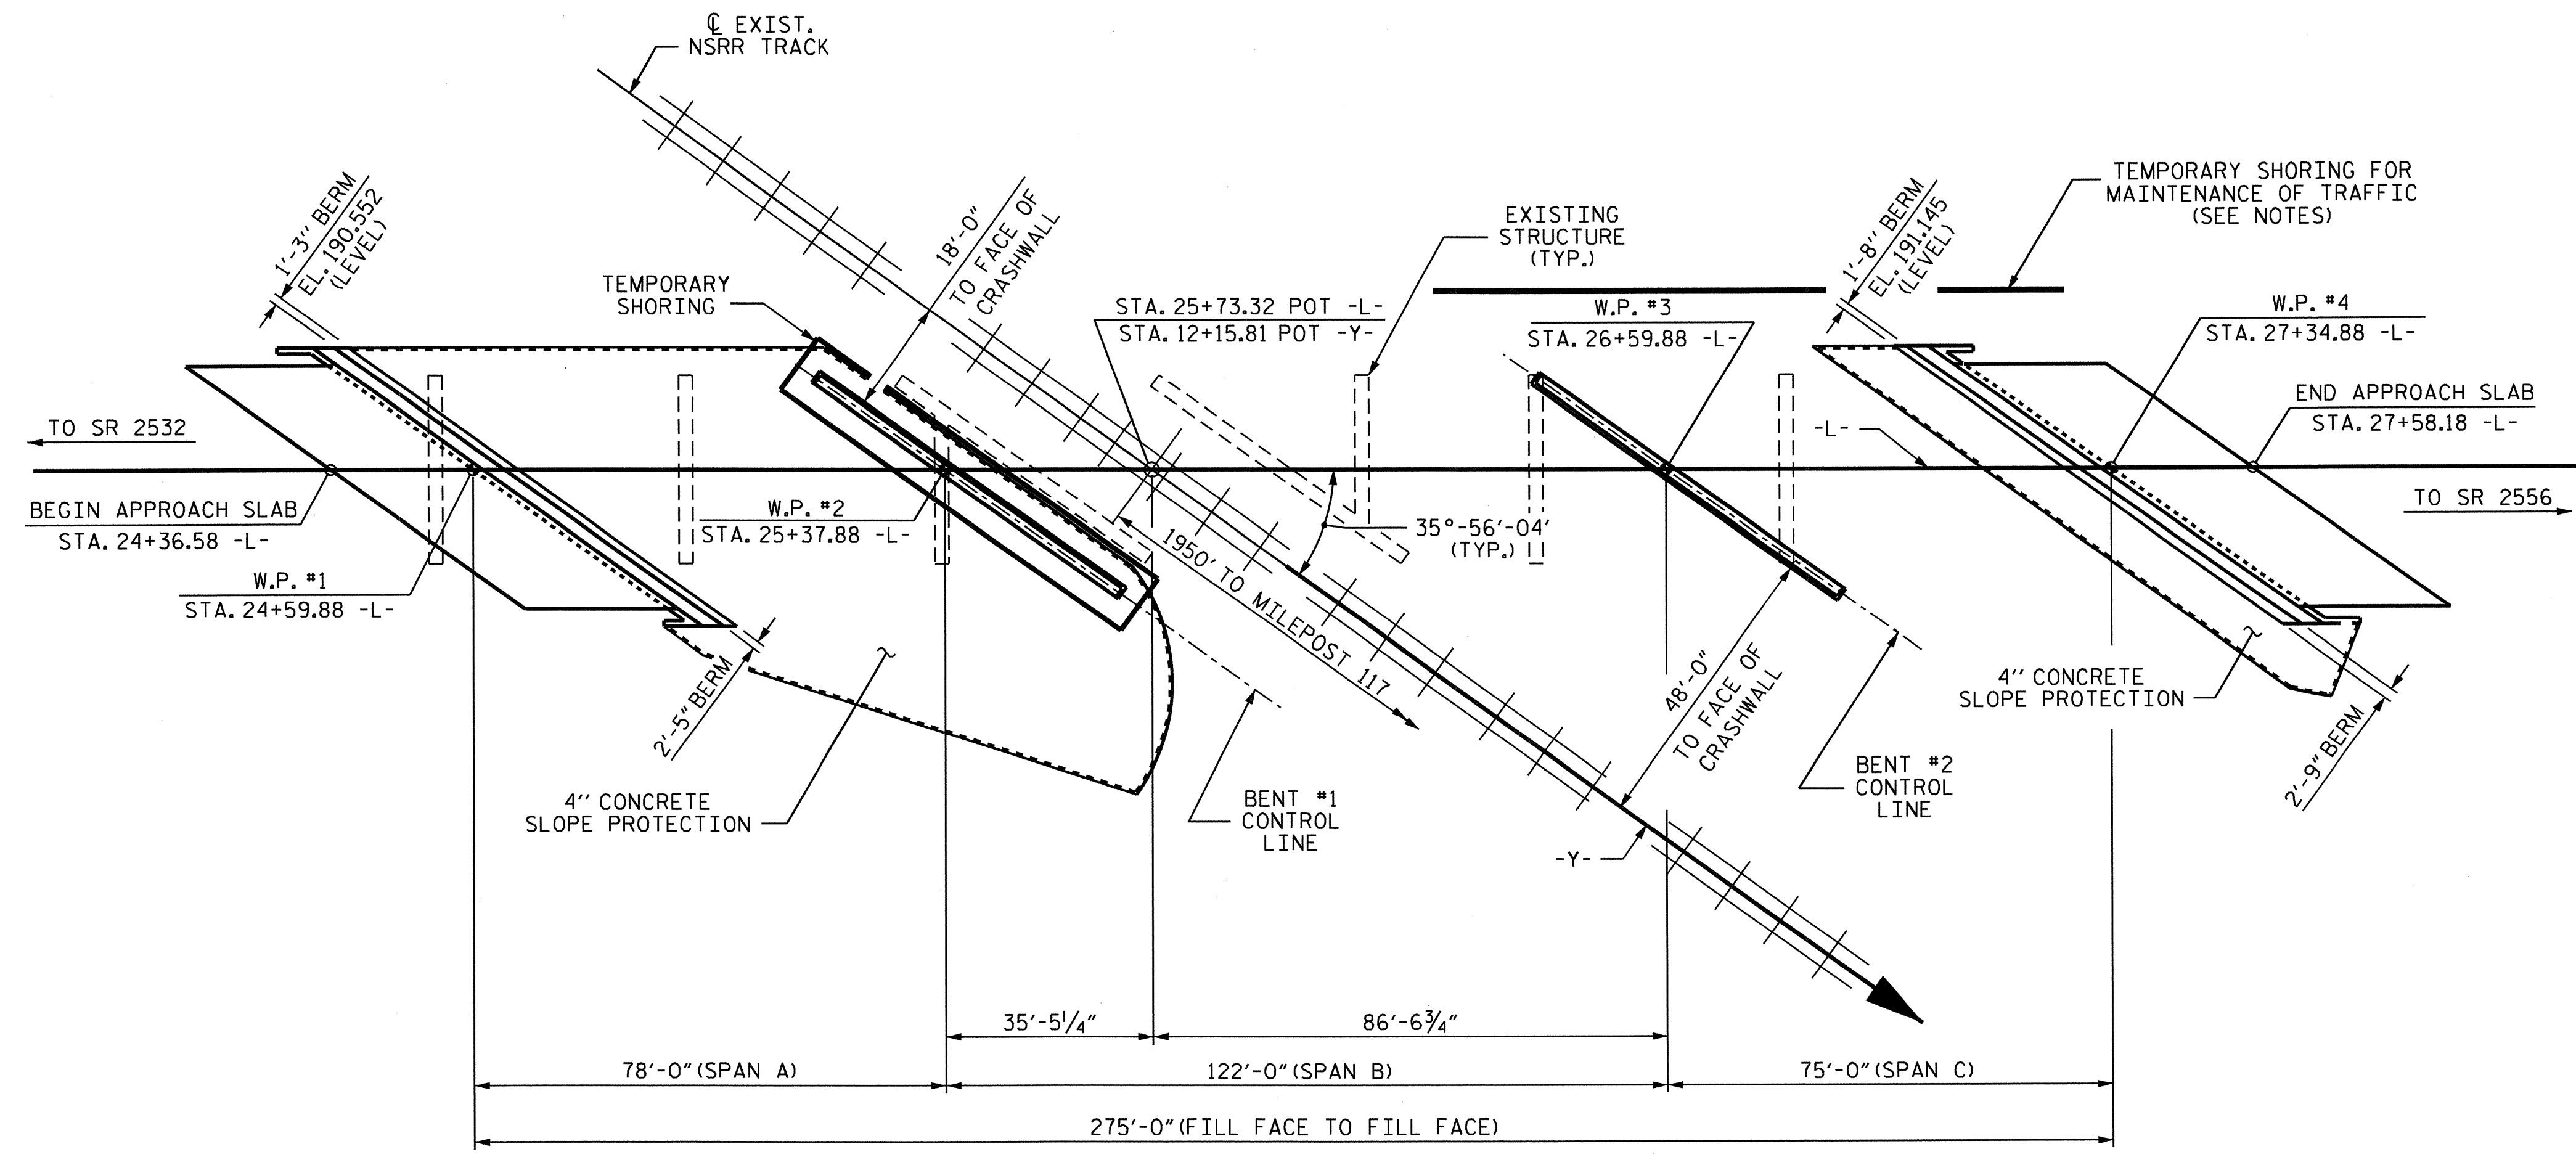 ℄ EXIST.
NSRR TRACK
1'-3" BERM
EL. 190.552
(LEVEL)
18'-0"
TO FACE OF
CRASHWALL
TEMPORARY
SHORING
STA. 25+73.32 POT -L-
STA. 12+15.81 POT -Y-
EXISTING
STRUCTURE
(TYP.)
W.P. #3
STA. 26+59.88 -L-
1'-8" BERM
EL. 191.145
(LEVEL)
TEMPORARY SHORING FOR
MAINTENANCE OF TRAFFIC
(SEE NOTES)
W.P. #4
STA. 27+34.88 -L-
END APPROACH SLAB
STA. 27+58.18 -L-
TO SR 2532
-L-
BEGIN APPROACH SLAB
STA. 24+36.58 -L-
W.P. #1
STA. 24+59.88 -L-
W.P. #2
STA. 25+37.88 -L-
35°-56'-04'
(TYP.)
TO SR 2556
1950' TO MILEPOST 117
2'-5" BERM
48'-0"
TO FACE OF
CRASHWALL
4" CONCRETE
SLOPE PROTECTION
2'-9" BERM
4" CONCRETE
SLOPE PROTECTION
BENT #1
CONTROL
LINE
BENT #2
CONTROL
LINE
-Y-
35'-5 1/4"
86'-6 3/4"
78'-0" (SPAN A)
122'-0" (SPAN B)
75'-0" (SPAN C)
275'-0" (FILL FACE TO FILL FACE)